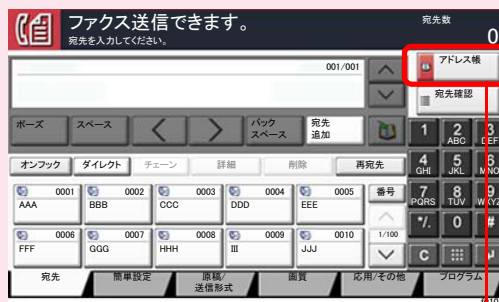 ファクス送信できます。
宛先を入力してください。
宛先数
0
001/001
アドレス帳
宛先確認
ポーズ
スペース
バック
スペース
宛先
追加
1
2 ABC
3 DEF
オンフック
ダイレクト
チェーン
詳細
削除
再宛先
4 GHI
5 JKL
6 MNO
0001
AAA
0002
BBB
0003
CCC
0004
DDD
0005
EEE
番号
7 PQRS
8 TUV
9 WXYZ
0006
FFF
0007
GGG
0008
HHH
0009
III
0010
JJJ
1/100
*/.
0
#
C
宛先
簡単設定
原稿/
送信形式
画質
応用/その他
プログラム